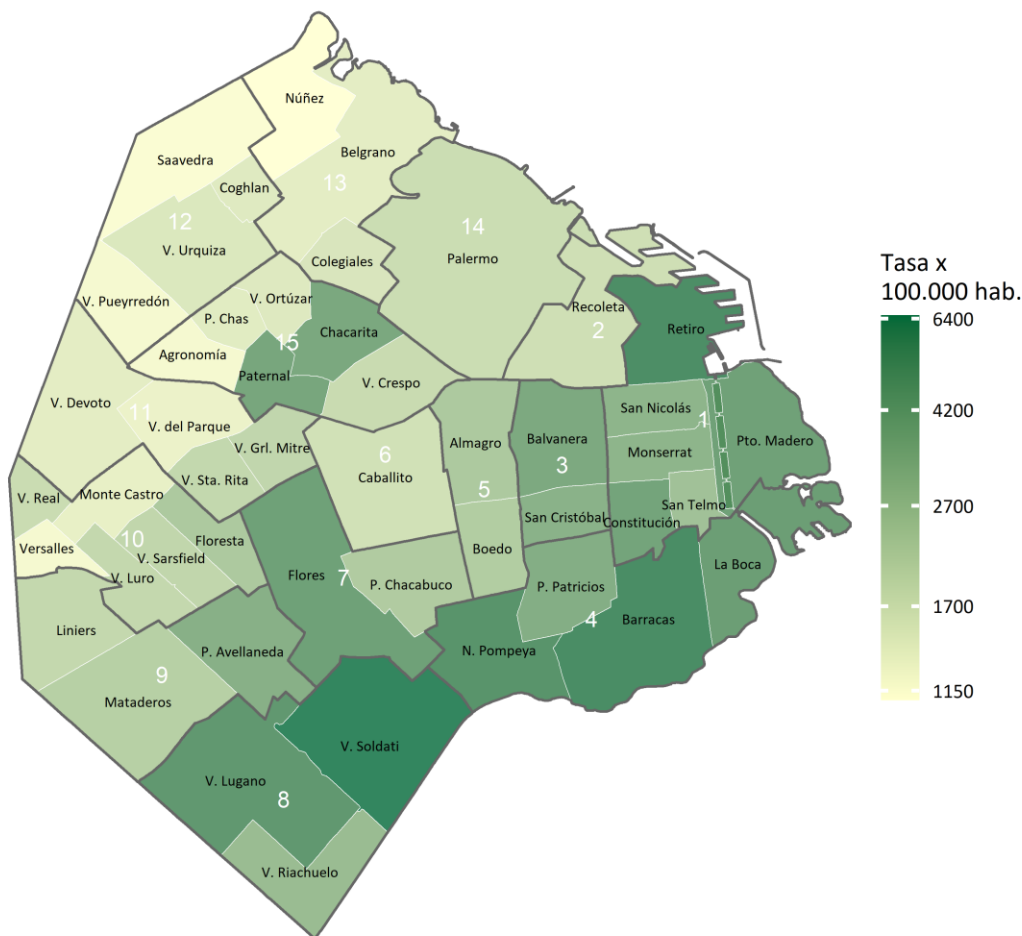 Núñez
Saavedra
Belgrano
Coghlan
13
12
V. Urquiza
14
Palermo
Colegiales
V. Pueyrredón
V. Ortúzar
P. Chas
Chacarita
15
Agronomía
Paternal
Recoleta
2
Retiro
V. Crespo
V. Devoto
11
V. del Parque
San Nicolás
1
Almagro
Balvanera
Pto. Madero
V. Grl. Mitre
6
Caballito
Monserrat
3
V. Sta. Rita
5
V. Real
Monte Castro
San Telmo
San Cristóbal
Constitución
10
Floresta
Versalles
V. Sarsfield
Boedo
La Boca
V. Luro
Flores
7
P. Chacabuco
P. Patricios
4
Barracas
Liniers
P. Avellaneda
N. Pompeya
9
Mataderos
V. Soldati
V. Lugano
8
V. Riachuelo
Tasa x
100.000 hab.
6400
4200
2700
1700
1150